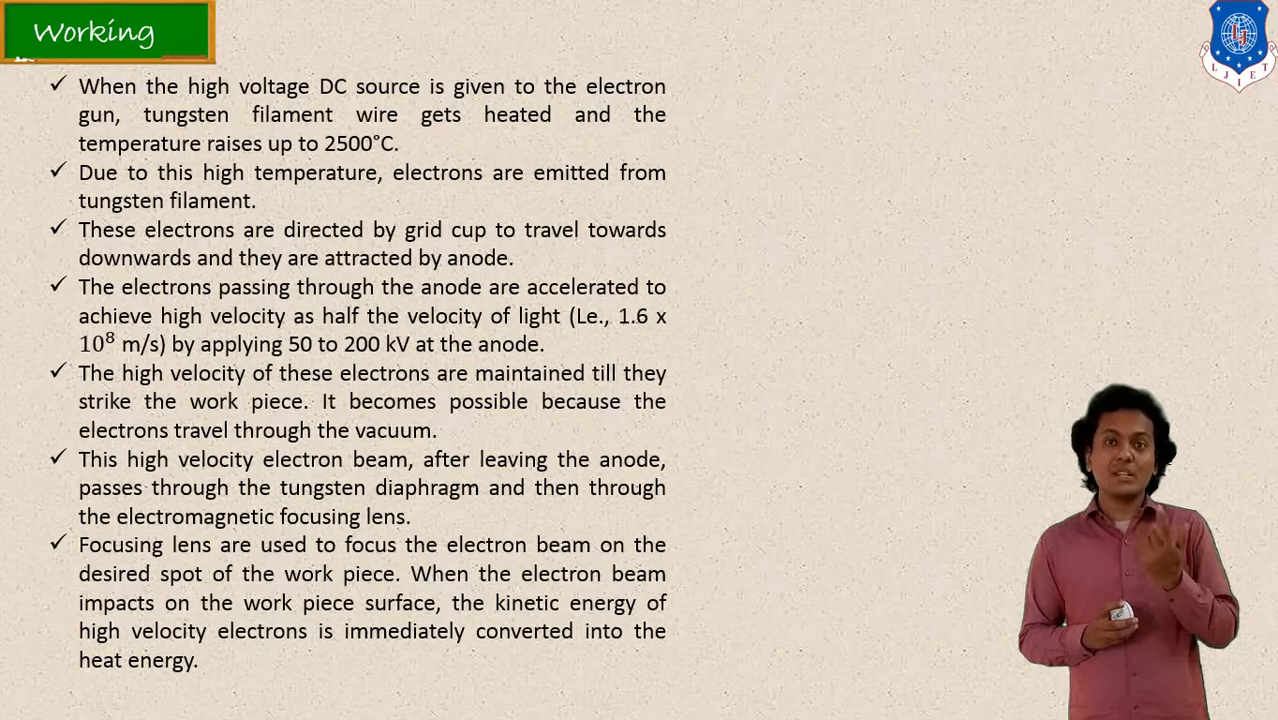 Working
When the high voltage DC source is given to the electron
gun, tungsten filament wire gets heated and the
temperature raises up to 2500°C.
Due to this high temperature, electrons are emitted from
tungsten filament.
These electrons are directed by grid cup to travel towards
downwards and they are attracted by anode.
The electrons passing through the anode are accelerated to
achieve high velocity as half the velocity of light (Le., 1.6 x
10⁸ m/s) by applying 50 to 200 kV at the anode.
The high velocity of these electrons are maintained till they
strike the work piece. It becomes possible because the
electrons travel through the vacuum.
This high velocity electron beam, after leaving the anode,
passes through the tungsten diaphragm and then through
the electromagnetic focusing lens.
Focusing lens are used to focus the electron beam on the
desired spot of the work piece. When the electron beam
impacts on the work piece surface, the kinetic energy of
high velocity electrons is immediately converted into the
heat energy.
LJ
LJIET